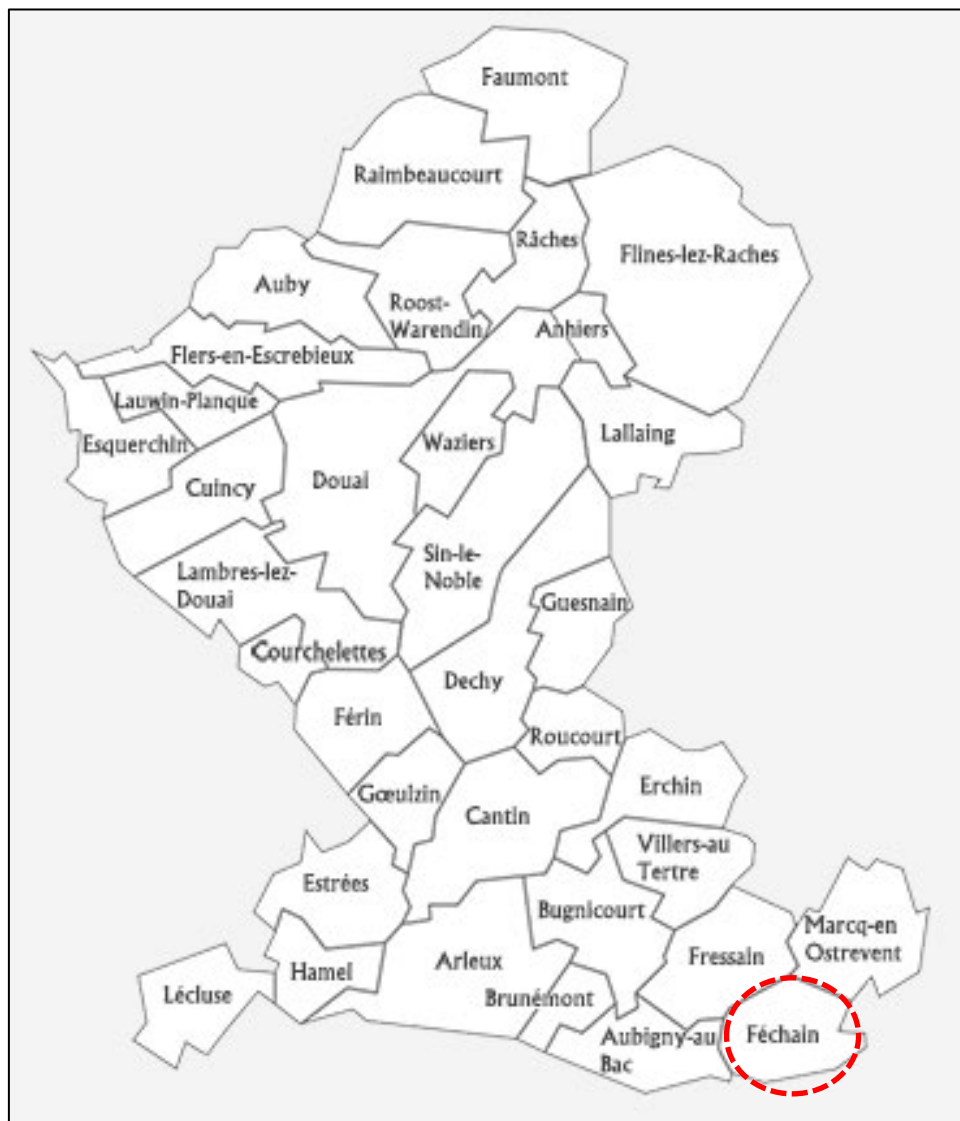 Faumont
Raimbeaucourt
Râches
Flines-lez-Raches
Auby
Roost-
Warendin
Anhiers
Flers-en-Escrebieux
Lauwin-Planque
Esquerchin
Waziers
Lallaing
Cuincy
Douai
Sin-le-
Noble
Lambres-lez-
Douai
Guesnain
Courchelettes
Dechy
Férin
Roucourt
Gœulzin
Cantin
Erchin
Villers-au
Tertre
Estrées
Bugnicourt
Marcq-en
Ostrevent
Hamel
Arleux
Fressain
Lécluse
Brunémont
Aubigny-au
Bac
Féchain